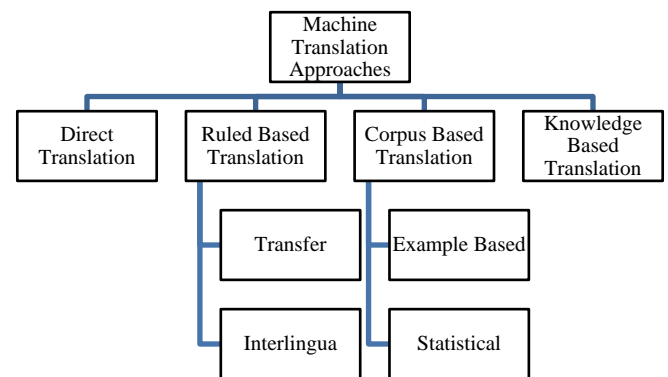 Machine
Translation
Approaches
Direct
Translation
Ruled Based
Translation
Corpus Based
Translation
Knowledge
Based
Translation
Transfer
Example Based
Interlingua
Statistical